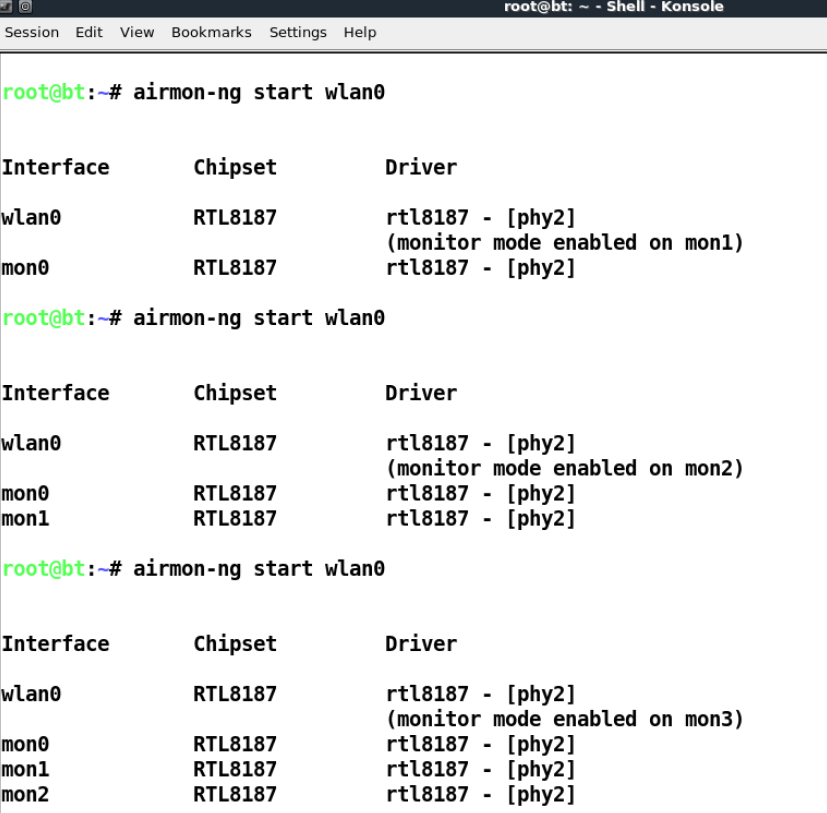 root@bt: ~ - Shell - Konsole
Session Edit View Bookmarks Settings Help
root@bt:~# airmon-ng start wlan0
Interface Chipset Driver
wlan0 RTL8187 rtl8187 - [phy2]
(monitor mode enabled on mon1)
mon0 RTL8187 rtl8187 - [phy2]
root@bt:~# airmon-ng start wlan0
Interface Chipset Driver
wlan0 RTL8187 rtl8187 - [phy2]
(monitor mode enabled on mon2)
mon0 RTL8187 rtl8187 - [phy2]
mon1 RTL8187 rtl8187 - [phy2]
root@bt:~# airmon-ng start wlan0
Interface Chipset Driver
wlan0 RTL8187 rtl8187 - [phy2]
(monitor mode enabled on mon3)
mon0 RTL8187 rtl8187 - [phy2]
mon1 RTL8187 rtl8187 - [phy2]
mon2 RTL8187 rtl8187 - [phy2]